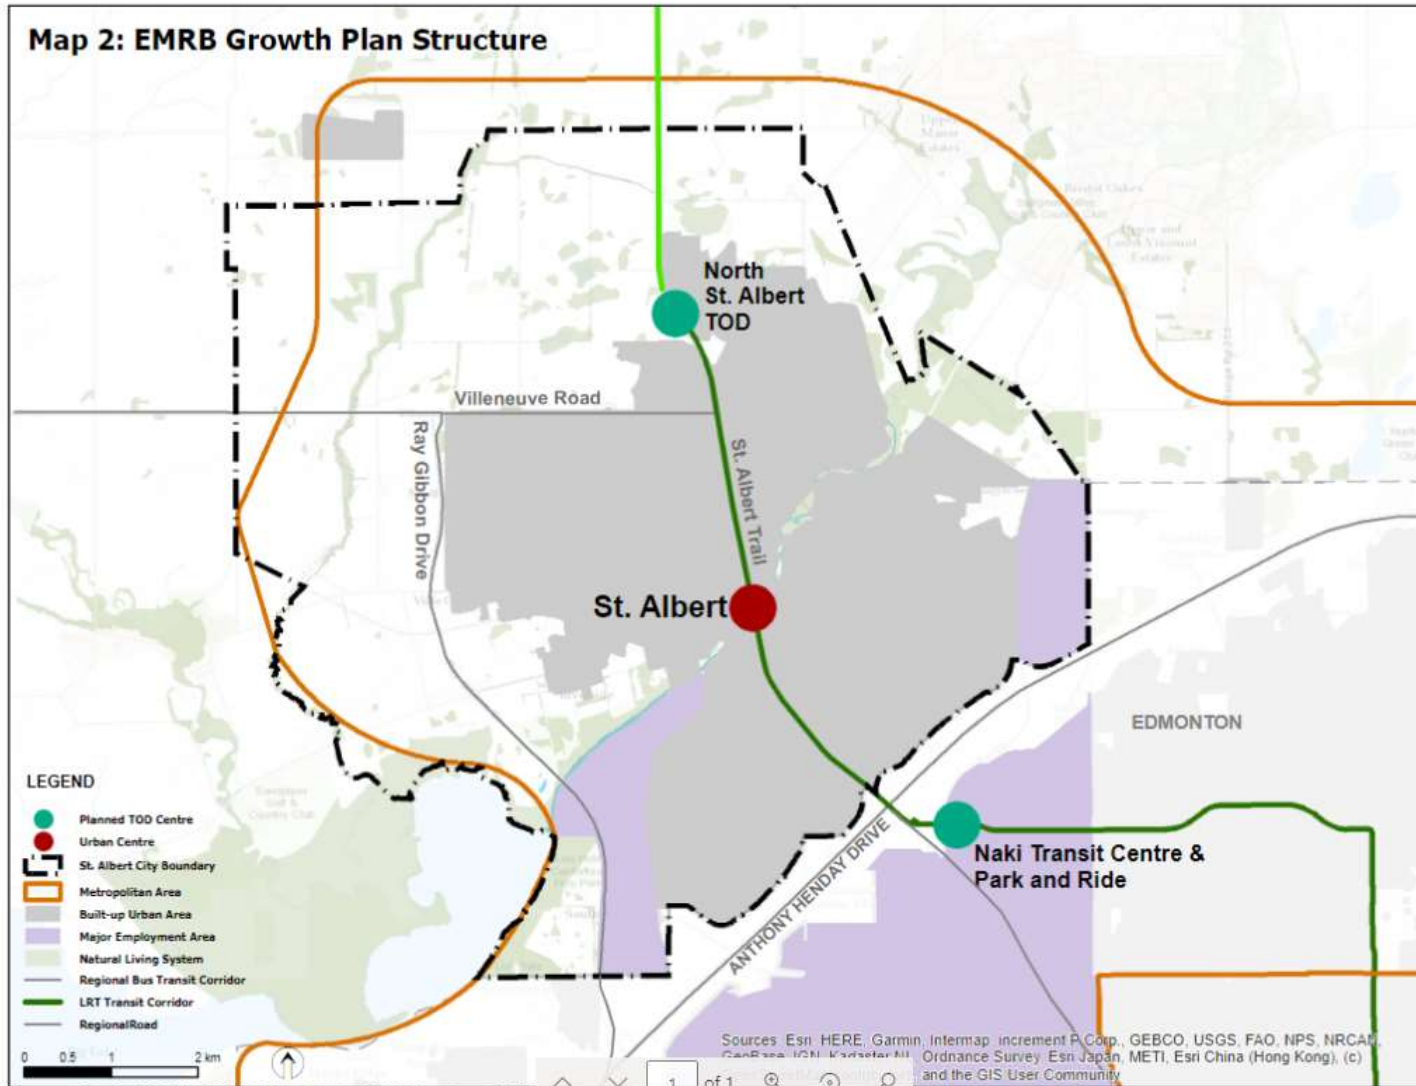 Map 2: EMRB Growth Plan Structure
Bristol Oakes
North
St. Albert
TOD
Villeneuve Road
Ray Gibbon Drive
St. Albert Trail
St. Albert
EDMONTON
ANTHONY HENDAY DRIVE
Naki Transit Centre &
Park and Ride
LEGEND
Planned TOD Centre
Urban Centre
St. Albert City Boundary
Metropolitan Area
Built-up Urban Area
Major Employment Area
Natural Living System
Regional Bus Transit Corridor
LRT Transit Corridor
RegionalRoad
0 0.5 1 2 km
Sources: Esri, HERE, Garmin, Intermap, increment P Corp., GEBCO, USGS, FAO, NPS, NRCAN,
Ordnance Survey, Esri Japan, METI, Esri China (Hong Kong), (c)
and the GIS User Community
1 of 1